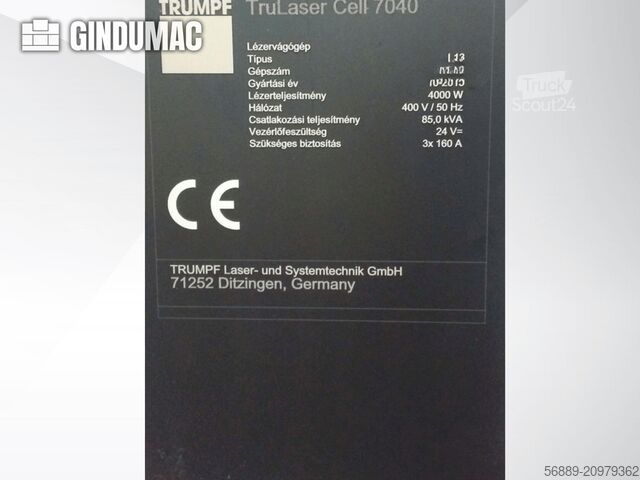 GINDUMAC
TRUMPF
TruLaser Cell 7040
Truck
Scout24
Lézervágógép
Típus
Gépszám
Gyártási év
Lézerteljesítmény 4000 W
Hálózat 400 V / 50 Hz
Csatlakozási teljesítmény 85,0 kVA
Vezérlőfeszültség 24 V=
Szükséges biztosítás 3x 160 A
CE
TRUMPF Laser- und Systemtechnik GmbH
71252 Ditzingen, Germany
56889-20979362